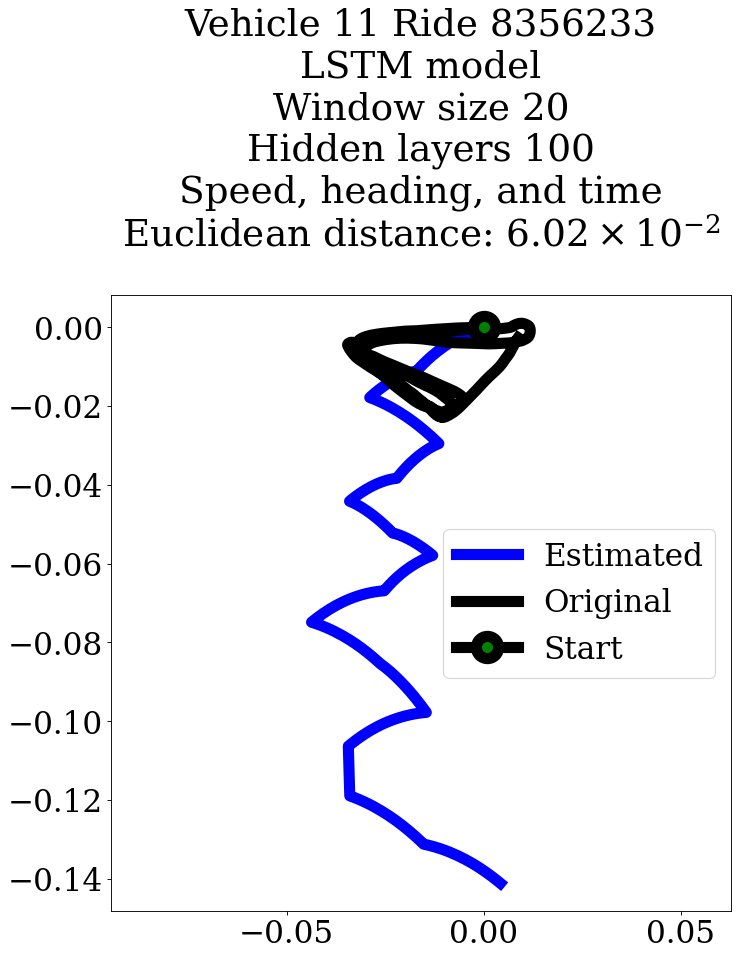 Vehicle 11 Ride 8356233
LSTM model
Window size 20
Hidden layers 100
Speed, heading, and time
Euclidean distance: 6.02 × 10⁻²
0.00
−0.02
−0.04
−0.06
−0.08
−0.10
−0.12
−0.14
Estimated
Original
Start
−0.05 0.00 0.05